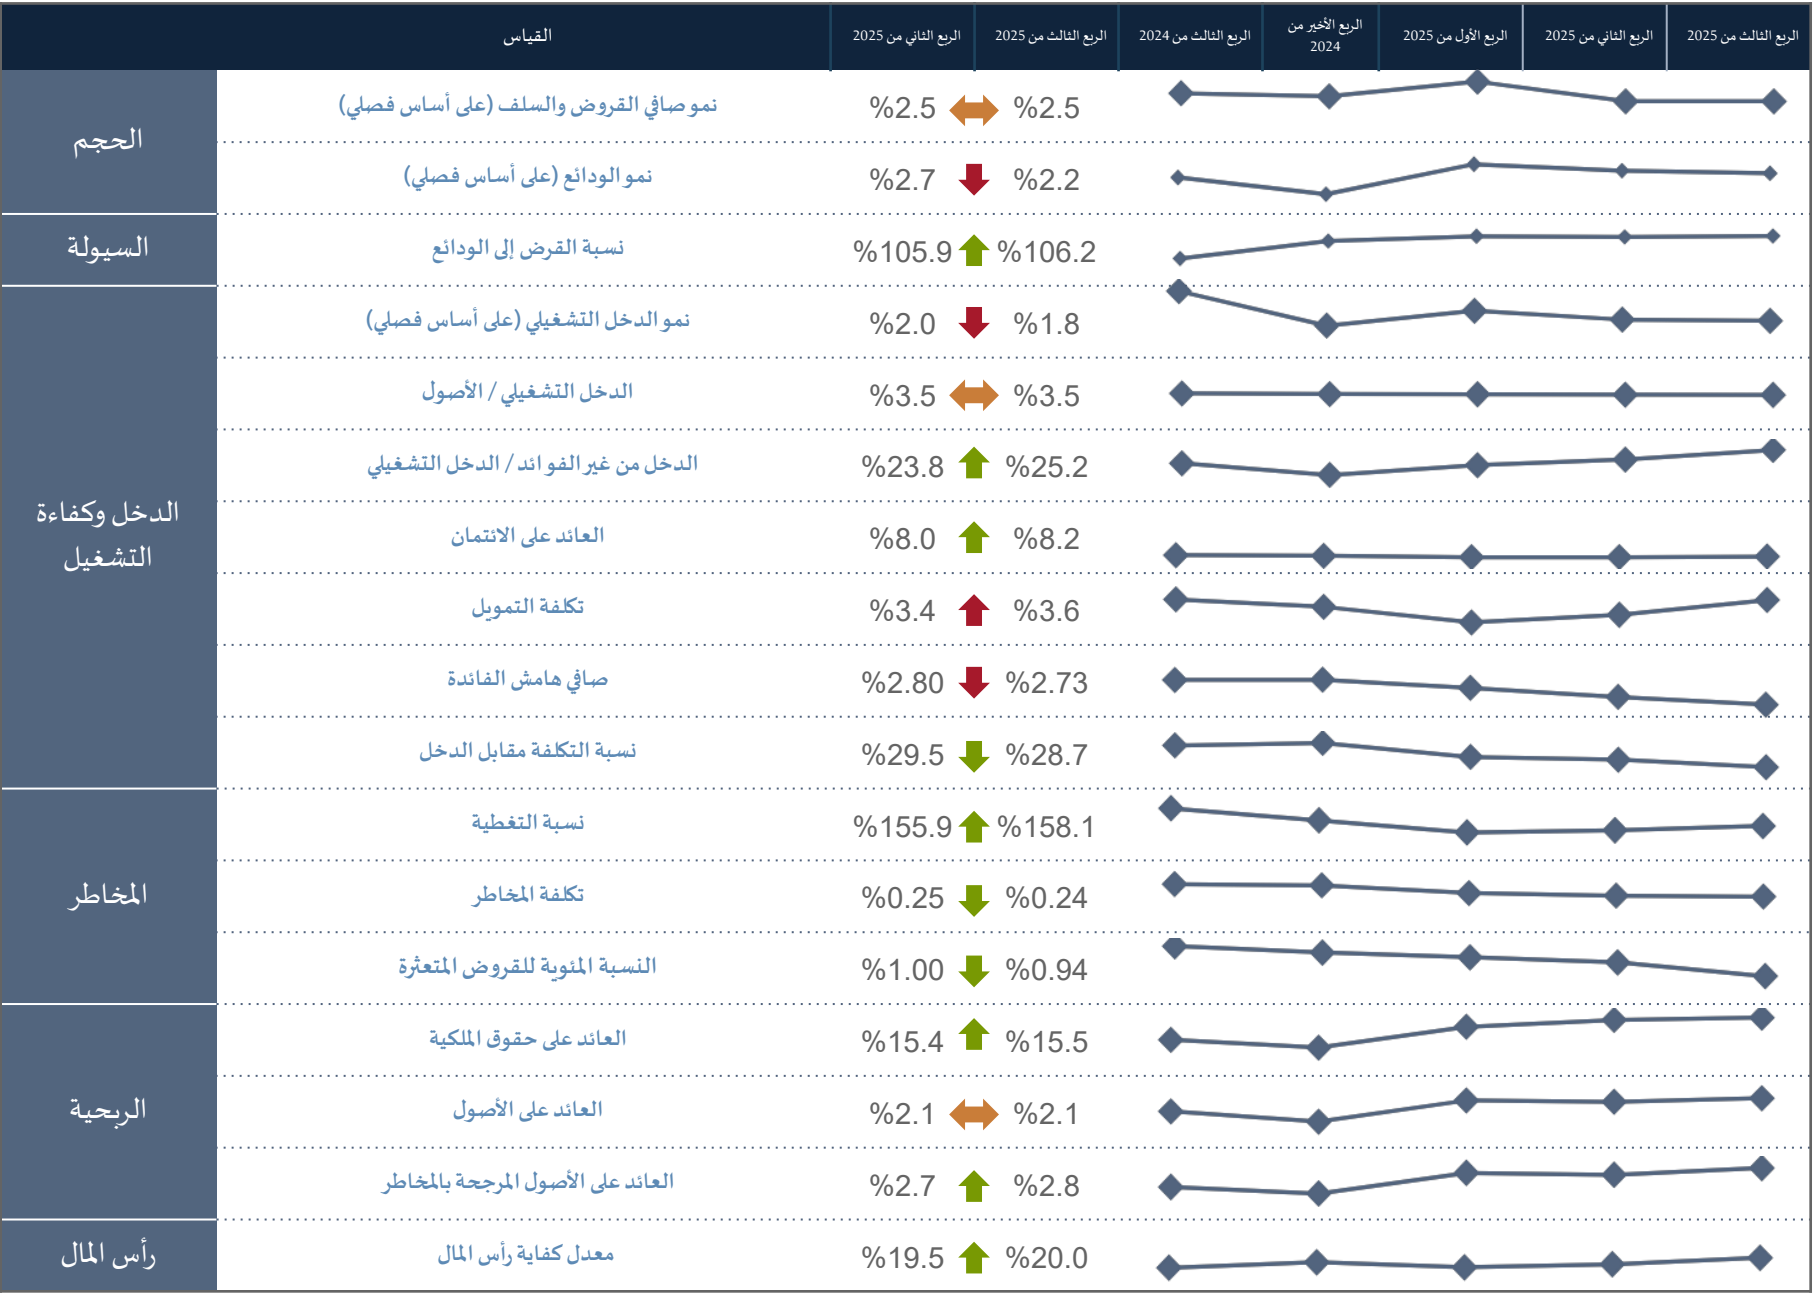 القياس
الربع الثاني من 2025
الربع الثالث من 2025
الربع الثالث من 2024
الربع الأخير من
2024
الربع الأول من 2025
الربع الثاني من 2025
الربع الثالث من 2025
الحجم
نمو صافي القروض والسلف (على أساس فصلي)
%2.5
%2.5
نمو الودائع (على أساس فصلي)
%2.7
%2.2
السيولة
نسبة القرض إلى الودائع
%105.9
%106.2
الدخل وكفاءة
التشغيل
نمو الدخل التشغيلي (على أساس فصلي)
%2.0
%1.8
الدخل التشغيلي / الأصول
%3.5
%3.5
الدخل من غير الفوائد / الدخل التشغيلي
%23.8
%25.2
العائد على الائتمان
%8.0
%8.2
تكلفة التمويل
%3.4
%3.6
صافي هامش الفائدة
%2.80
%2.73
نسبة التكلفة مقابل الدخل
%29.5
%28.7
المخاطر
نسبة التغطية
%155.9
%158.1
تكلفة المخاطر
%0.25
%0.24
النسبة المئوية للقروض المتعثرة
%1.00
%0.94
الربحية
العائد على حقوق الملكية
%15.4
%15.5
العائد على الأصول
%2.1
%2.1
العائد على الأصول المرجحة بالمخاطر
%2.7
%2.8
رأس المال
معدل كفاية رأس المال
%19.5
%20.0